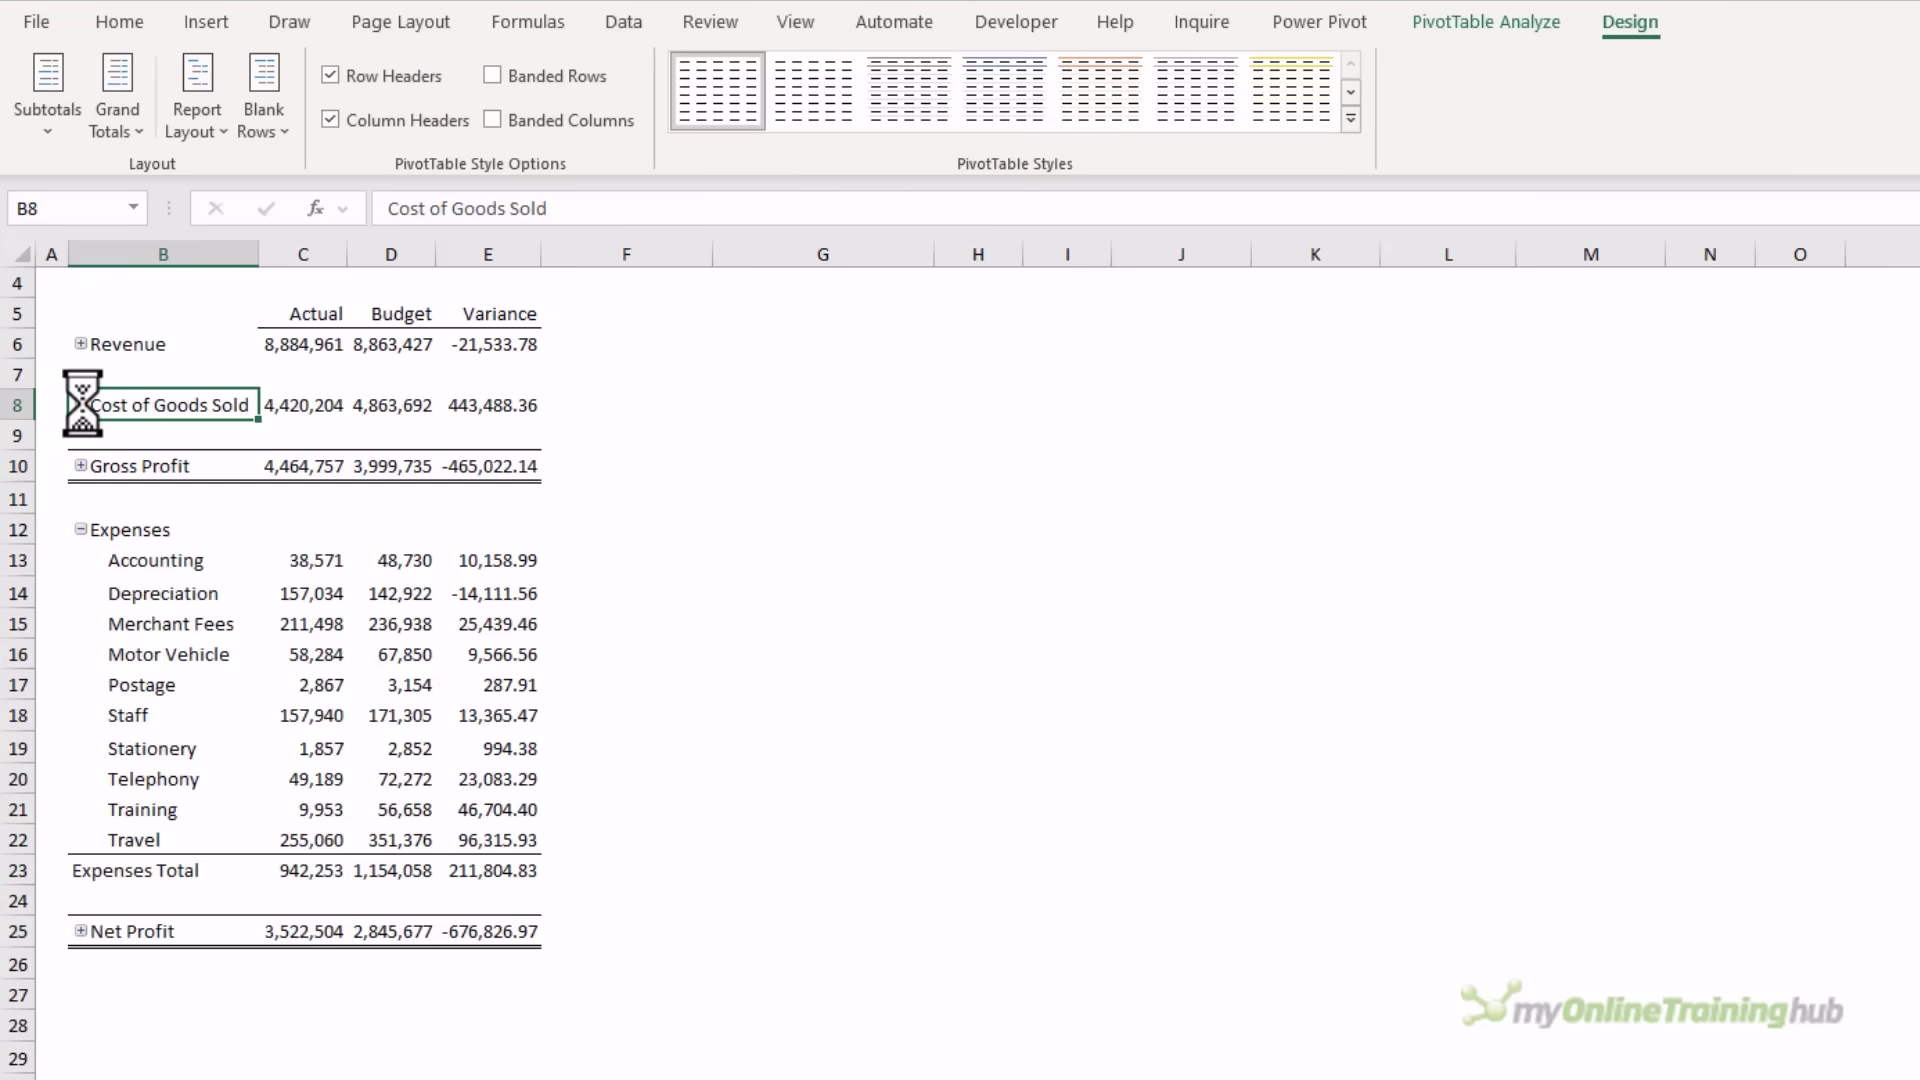 File Home Insert Draw Page Layout Formulas Data Review View Automate Developer Help Inquire Power Pivot PivotTable Analyze Design
Subtotals Grand Totals Report Layout Blank Rows
Row Headers Banded Rows
Column Headers Banded Columns
Layout PivotTable Style Options PivotTable Styles
B8 fx Cost of Goods Sold
A B C D E F G H I J K L M N O
4
5 Actual Budget Variance
6 Revenue 8,884,961 8,863,427 -21,533.78
7
8 Cost of Goods Sold 4,420,204 4,863,692 443,488.36
9
10 Gross Profit 4,464,757 3,999,735 -465,022.14
11
12 Expenses
13 Accounting 38,571 48,730 10,158.99
14 Depreciation 157,034 142,922 -14,111.56
15 Merchant Fees 211,498 236,938 25,439.46
16 Motor Vehicle 58,284 67,850 9,566.56
17 Postage 2,867 3,154 287.91
18 Staff 157,940 171,305 13,365.47
19 Stationery 1,857 2,852 994.38
20 Telephony 49,189 72,272 23,083.29
21 Training 9,953 56,658 46,704.40
22 Travel 255,060 351,376 96,315.93
23 Expenses Total 942,253 1,154,058 211,804.83
24
25 Net Profit 3,522,504 2,845,677 -676,826.97
26
27
myOnlineTraininghub
28
29